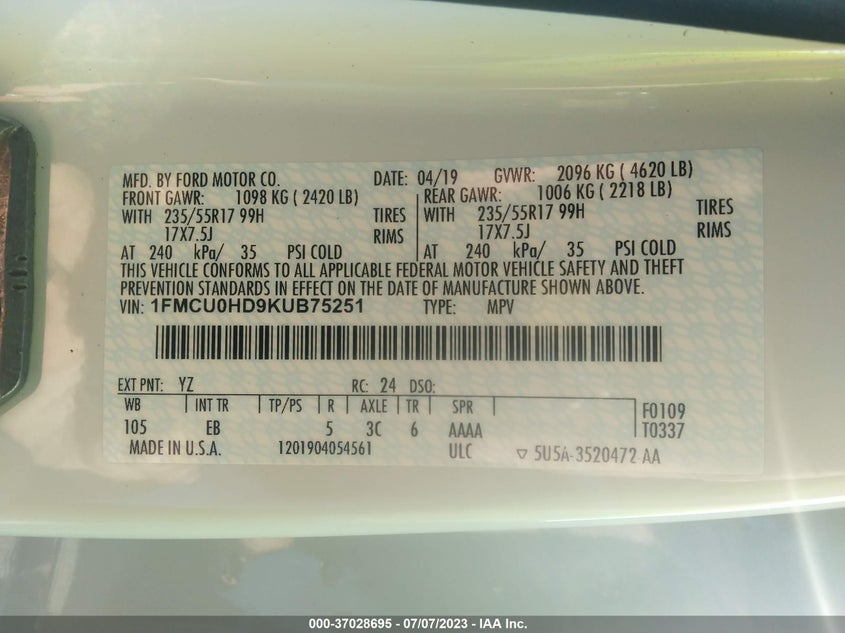 MFD. BY FORD MOTOR CO. DATE: 04/19 GVWR: 2096 KG ( 4620 LB)
FRONT GAWR: 1098 KG ( 2420 LB) REAR GAWR: 1006 KG ( 2218 LB)
WITH 235/55R17 99H TIRES WITH 235/55R17 99H TIRES
17X7.5J RIMS 17X7.5J RIMS
AT 240 kPa/ 35 PSI COLD AT 240 kPa/ 35 PSI COLD
THIS VEHICLE CONFORMS TO ALL APPLICABLE FEDERAL MOTOR VEHICLE SAFETY AND THEFT
PREVENTION STANDARDS IN EFFECT ON THE DATE OF MANUFACTURE SHOWN ABOVE.
VIN: 1FMCU0HD9KUB75251 TYPE: MPV
EXT PNT: YZ RC: 24 DSO:
WB INT TR TP/PS R AXLE TR SPR F0109
105 EB 5 3C 6 AAAA T0337
MADE IN U.S.A. 1201904054561 ULC ▽ 5U5A-3520472 AA
000-37028695 - 07/07/2023 - IAA Inc.